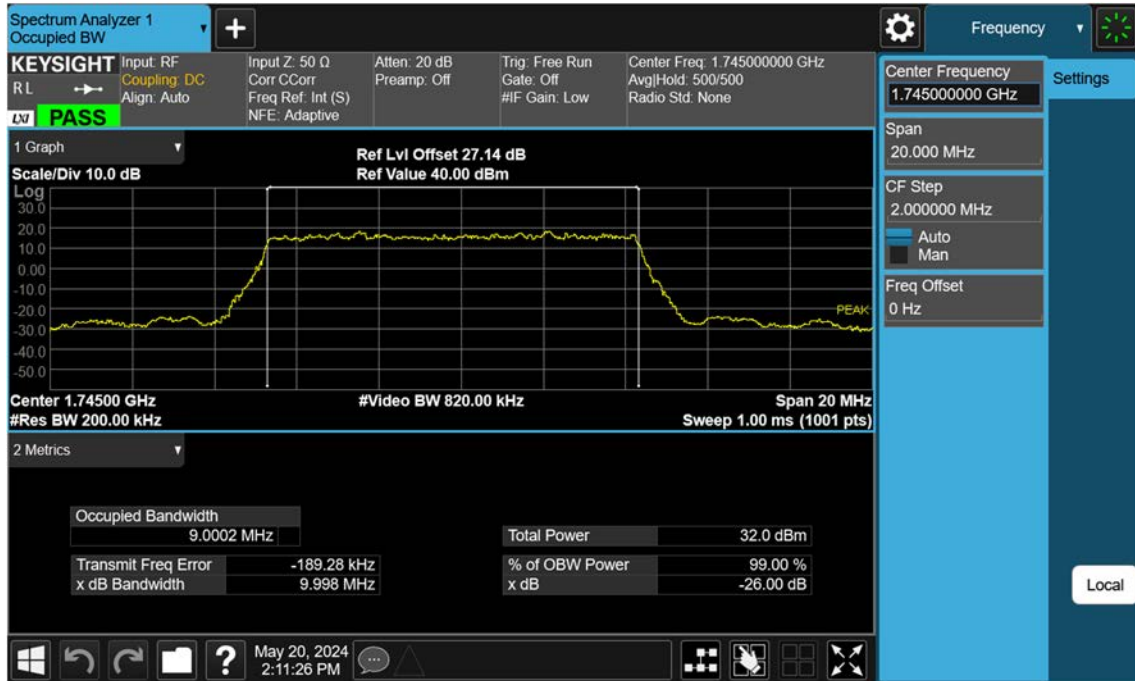 Spectrum Analyzer 1
Occupied BW
Frequency
KEYSIGHT
R L
LXI PASS
Input: RF
Coupling: DC
Align: Auto
Input Z: 50 Ω
Corr CCorr
Freq Ref: Int (S)
NFE: Adaptive
Atten: 20 dB
Preamp: Off
Trig: Free Run
Gate: Off
#IF Gain: Low
Center Freq: 1.745000000 GHz
Avg|Hold: 500/500
Radio Std: None
Center Frequency
1.745000000 GHz
Settings
Span
20.000 MHz
CF Step
2.000000 MHz
Auto
Man
Freq Offset
0 Hz
Local
1 Graph
Scale/Div 10.0 dB
Ref Lvl Offset 27.14 dB
Ref Value 40.00 dBm
Log
30.0
20.0
10.0
0.00
-10.0
-20.0
-30.0
-40.0
-50.0
PEAK
Center 1.74500 GHz
#Video BW 820.00 kHz
Span 20 MHz
#Res BW 200.00 kHz
Sweep 1.00 ms (1001 pts)
2 Metrics
Occupied Bandwidth
9.0002 MHz
Total Power 32.0 dBm
Transmit Freq Error -189.28 kHz
% of OBW Power 99.00 %
x dB Bandwidth 9.998 MHz
x dB -26.00 dB
?
May 20, 2024
2:11:26 PM